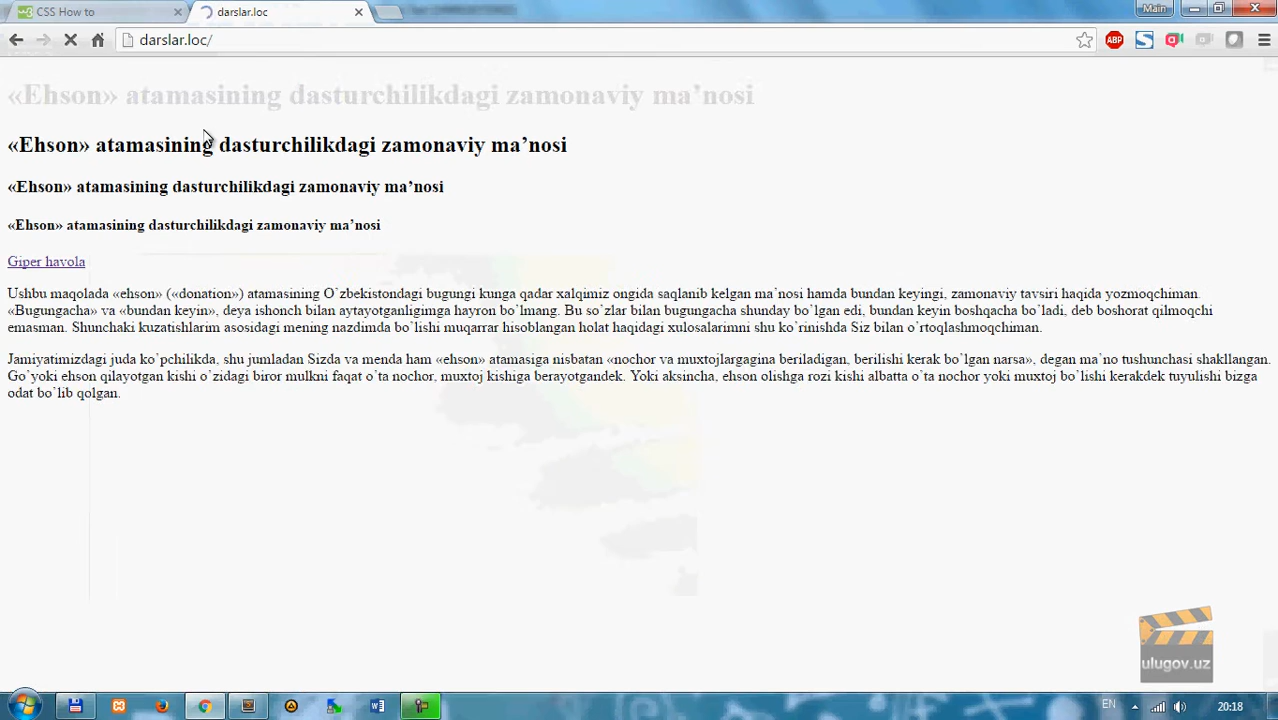 CSS How to
darslar.loc
Main
darslar.loc/
ABP
«Ehson» atamasining dasturchilikdagi zamonaviy ma’nosi
«Ehson» atamasining dasturchilikdagi zamonaviy ma’nosi
«Ehson» atamasining dasturchilikdagi zamonaviy ma’nosi
«Ehson» atamasining dasturchilikdagi zamonaviy ma’nosi
Giper havola
Ushbu maqolada «ehson» («donation») atamasining O`zbekistondagi bugungi kunga qadar xalqimiz ongida saqlanib kelgan ma`nosi hamda bundan keyingi, zamonaviy tavsiri haqida yozmoqchiman.
«Bugungacha» va «bundan keyin», deya ishonch bilan aytayotganligimga hayron bo`lmang. Bu so`zlar bilan bugungacha shunday bo`lgan edi, bundan keyin boshqacha bo`ladi, deb boshorat qilmoqchi
emasman. Shunchaki kuzatishlarim asosidagi mening nazdimda bo`lishi muqarrar hisoblangan holat haqidagi xulosalarimni shu ko`rinishda Siz bilan o`rtoqlashmoqchiman.
Jamiyatimizdagi juda ko`pchilikda, shu jumladan Sizda va menda ham «ehson» atamasiga nisbatan «nochor va muxtojlargagina beriladigan, berilishi kerak bo`lgan narsa», degan ma`no tushunchasi shakllangan.
Go`yoki ehson qilayotgan kishi o`zidagi biror mulkni faqat o`ta nochor, muxtoj kishiga berayotgandek. Yoki aksincha, ehson olishga rozi kishi albatta o`ta nochor yoki muxtoj bo`lishi kerakdek tuyulishi bizga
odat bo`lib qolgan.
ulugov.uz
EN
20:18